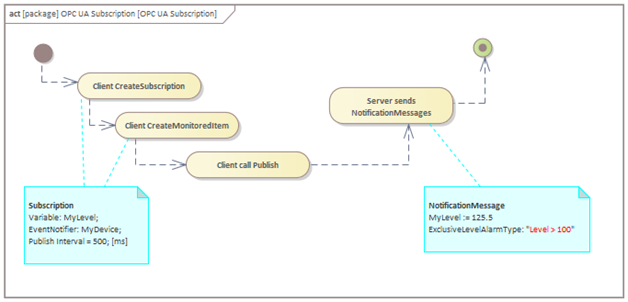 act [package] OPC UA Subscription [OPC UA Subscription]
Client CreateSubscription
Client CreateMonitoredItem
Client call Publish
Server sends
NotificationMessages
Subscription
Variable: MyLevel;
EventNotifier: MyDevice;
Publish Interval = 500; [ms]
NotificationMessage
MyLevel := 125.5
ExclusiveLevelAlarmType: "Level > 100"